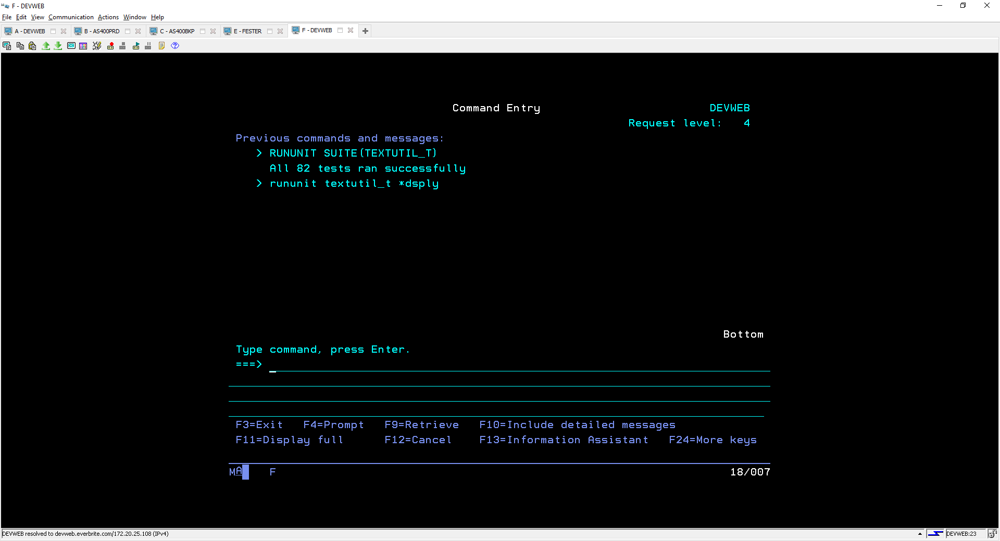 F - DEVWEB
File Edit View Communication Actions Window Help
A - DEVWEB B - AS400PRD C - AS400BKP E - FESTER F - DEVWEB
Command Entry DEVWEB
Request level: 4
Previous commands and messages:
> RUNUNIT SUITE(TEXTUTIL_T)
All 82 tests ran successfully
> rununit textutil_t *dsply
Bottom
Type command, press Enter.
===>
F3=Exit F4=Prompt F9=Retrieve F10=Include detailed messages
F11=Display full F12=Cancel F13=Information Assistant F24=More keys
MA F 18/007
DEVWEB resolved to devweb.everbrite.com/172.20.25.108 (IPv4) DEVWEB:23